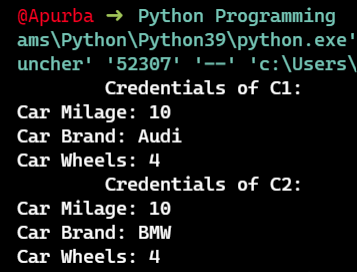 @Apurba ➜ Python Programming
ams\Python\Python39\python.exe'
uncher' '52307' '--' 'c:\Users\
Credentials of C1:
Car Milage: 10
Car Brand: Audi
Car Wheels: 4
Credentials of C2:
Car Milage: 10
Car Brand: BMW
Car Wheels: 4